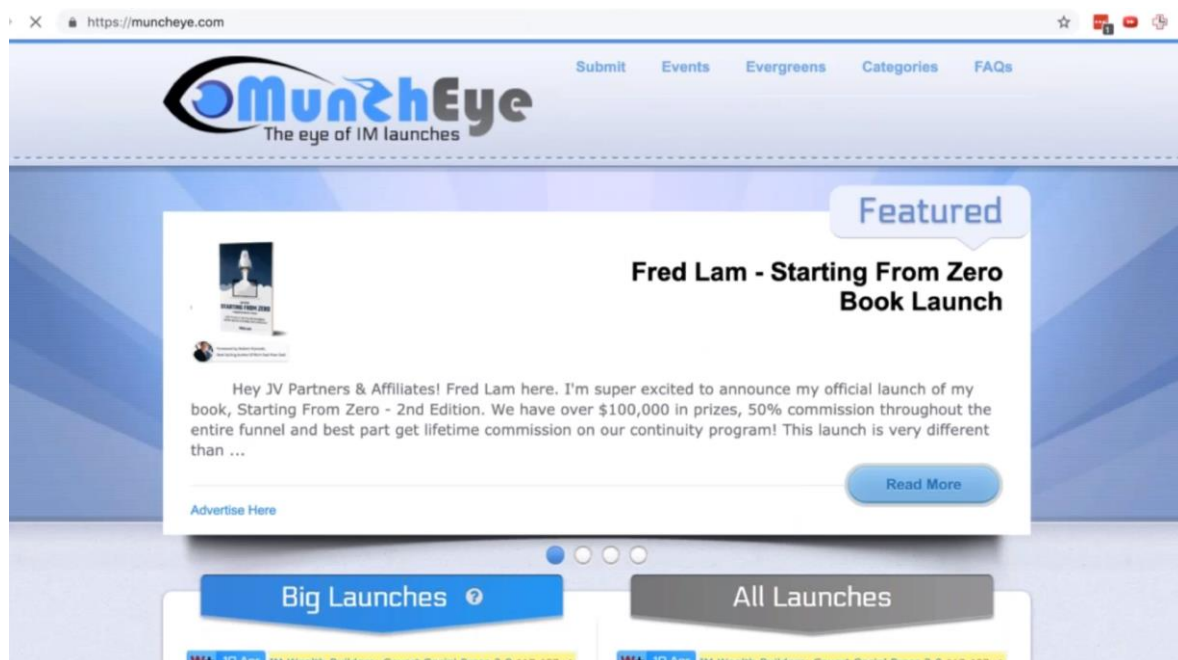 https://muncheye.com
1
MunchEye
The eye of IM launches
Submit Events Evergreens Categories FAQs
Featured
Fred Lam - Starting From Zero
Book Launch
STARTING FROM ZERO
Hey JV Partners & Affiliates! Fred Lam here. I'm super excited to announce my official launch of my
book, Starting From Zero - 2nd Edition. We have over $100,000 in prizes, 50% commission throughout the
entire funnel and best part get lifetime commission on our continuity program! This launch is very different
than ...
Read More
Advertise Here
Big Launches ?
All Launches